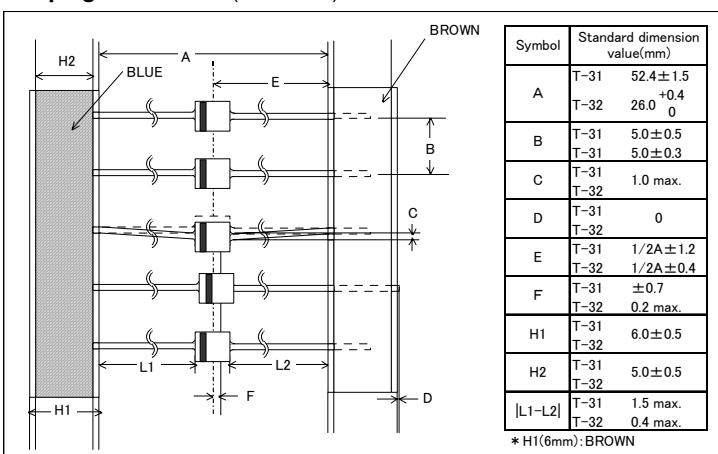 H2
A
BLUE
E
BROWN
B
C
L1
L2
F
D
H1
Symbol Standard dimension value(mm)
A T-31 52.4±1.5
T-32 26.0 +0.4 0
B T-31 5.0±0.5
T-31 5.0±0.3
C T-31 T-32 1.0 max.
D T-31 T-32 0
E T-31 1/2A±1.2
T-32 1/2A±0.4
F T-31 ±0.7
T-32 0.2 max.
H1 T-31 T-32 6.0±0.5
H2 T-31 T-32 5.0±0.5
|L1-L2| T-31 1.5 max.
T-32 0.4 max.
* H1(6mm):BROWN